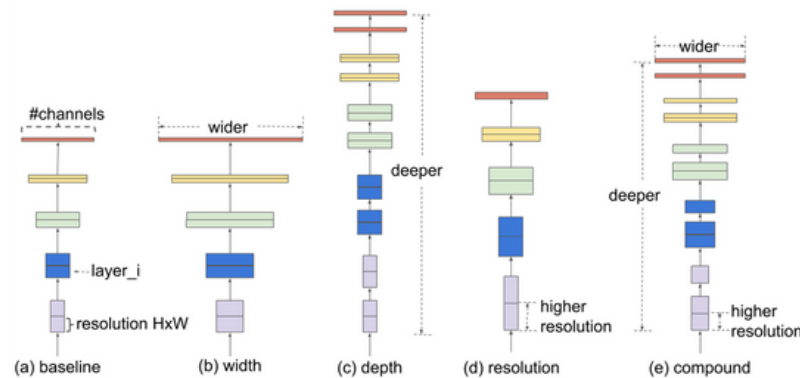 #channels
layer_i
resolution HxW
(a) baseline
wider
(b) width
deeper
(c) depth
higher
resolution
(d) resolution
wider
deeper
higher
resolution
(e) compound